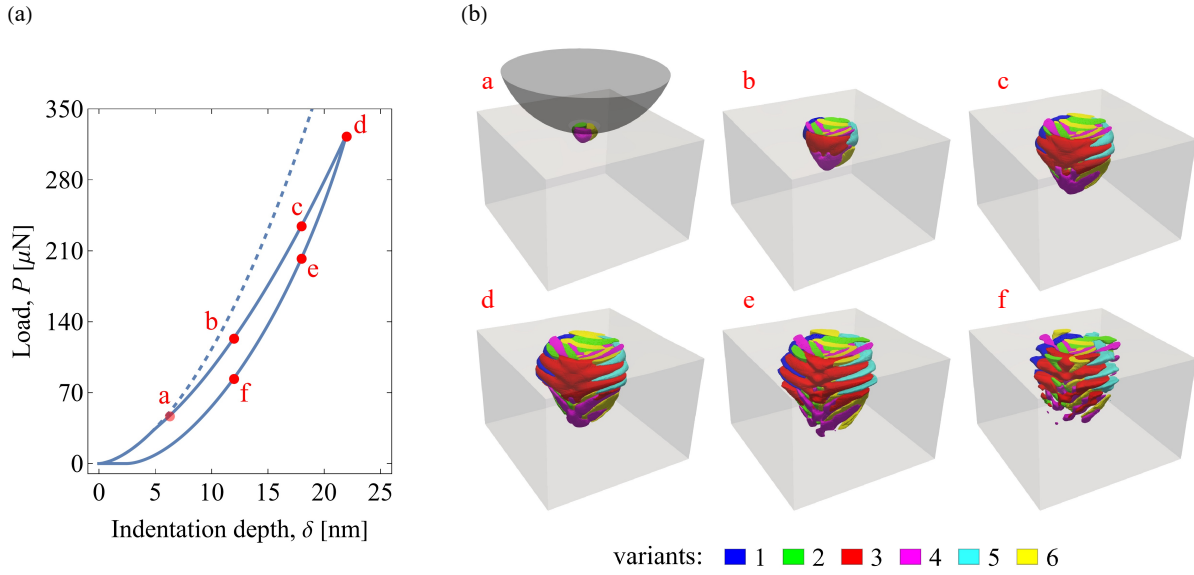 (a)
(b)
350
280
210
140
70
0
0
5
10
15
20
25
Load, P [μN]
Indentation depth, δ [nm]
a
b
c
d
e
f
a
b
c
d
e
f
variants: 1 2 3 4 5 6